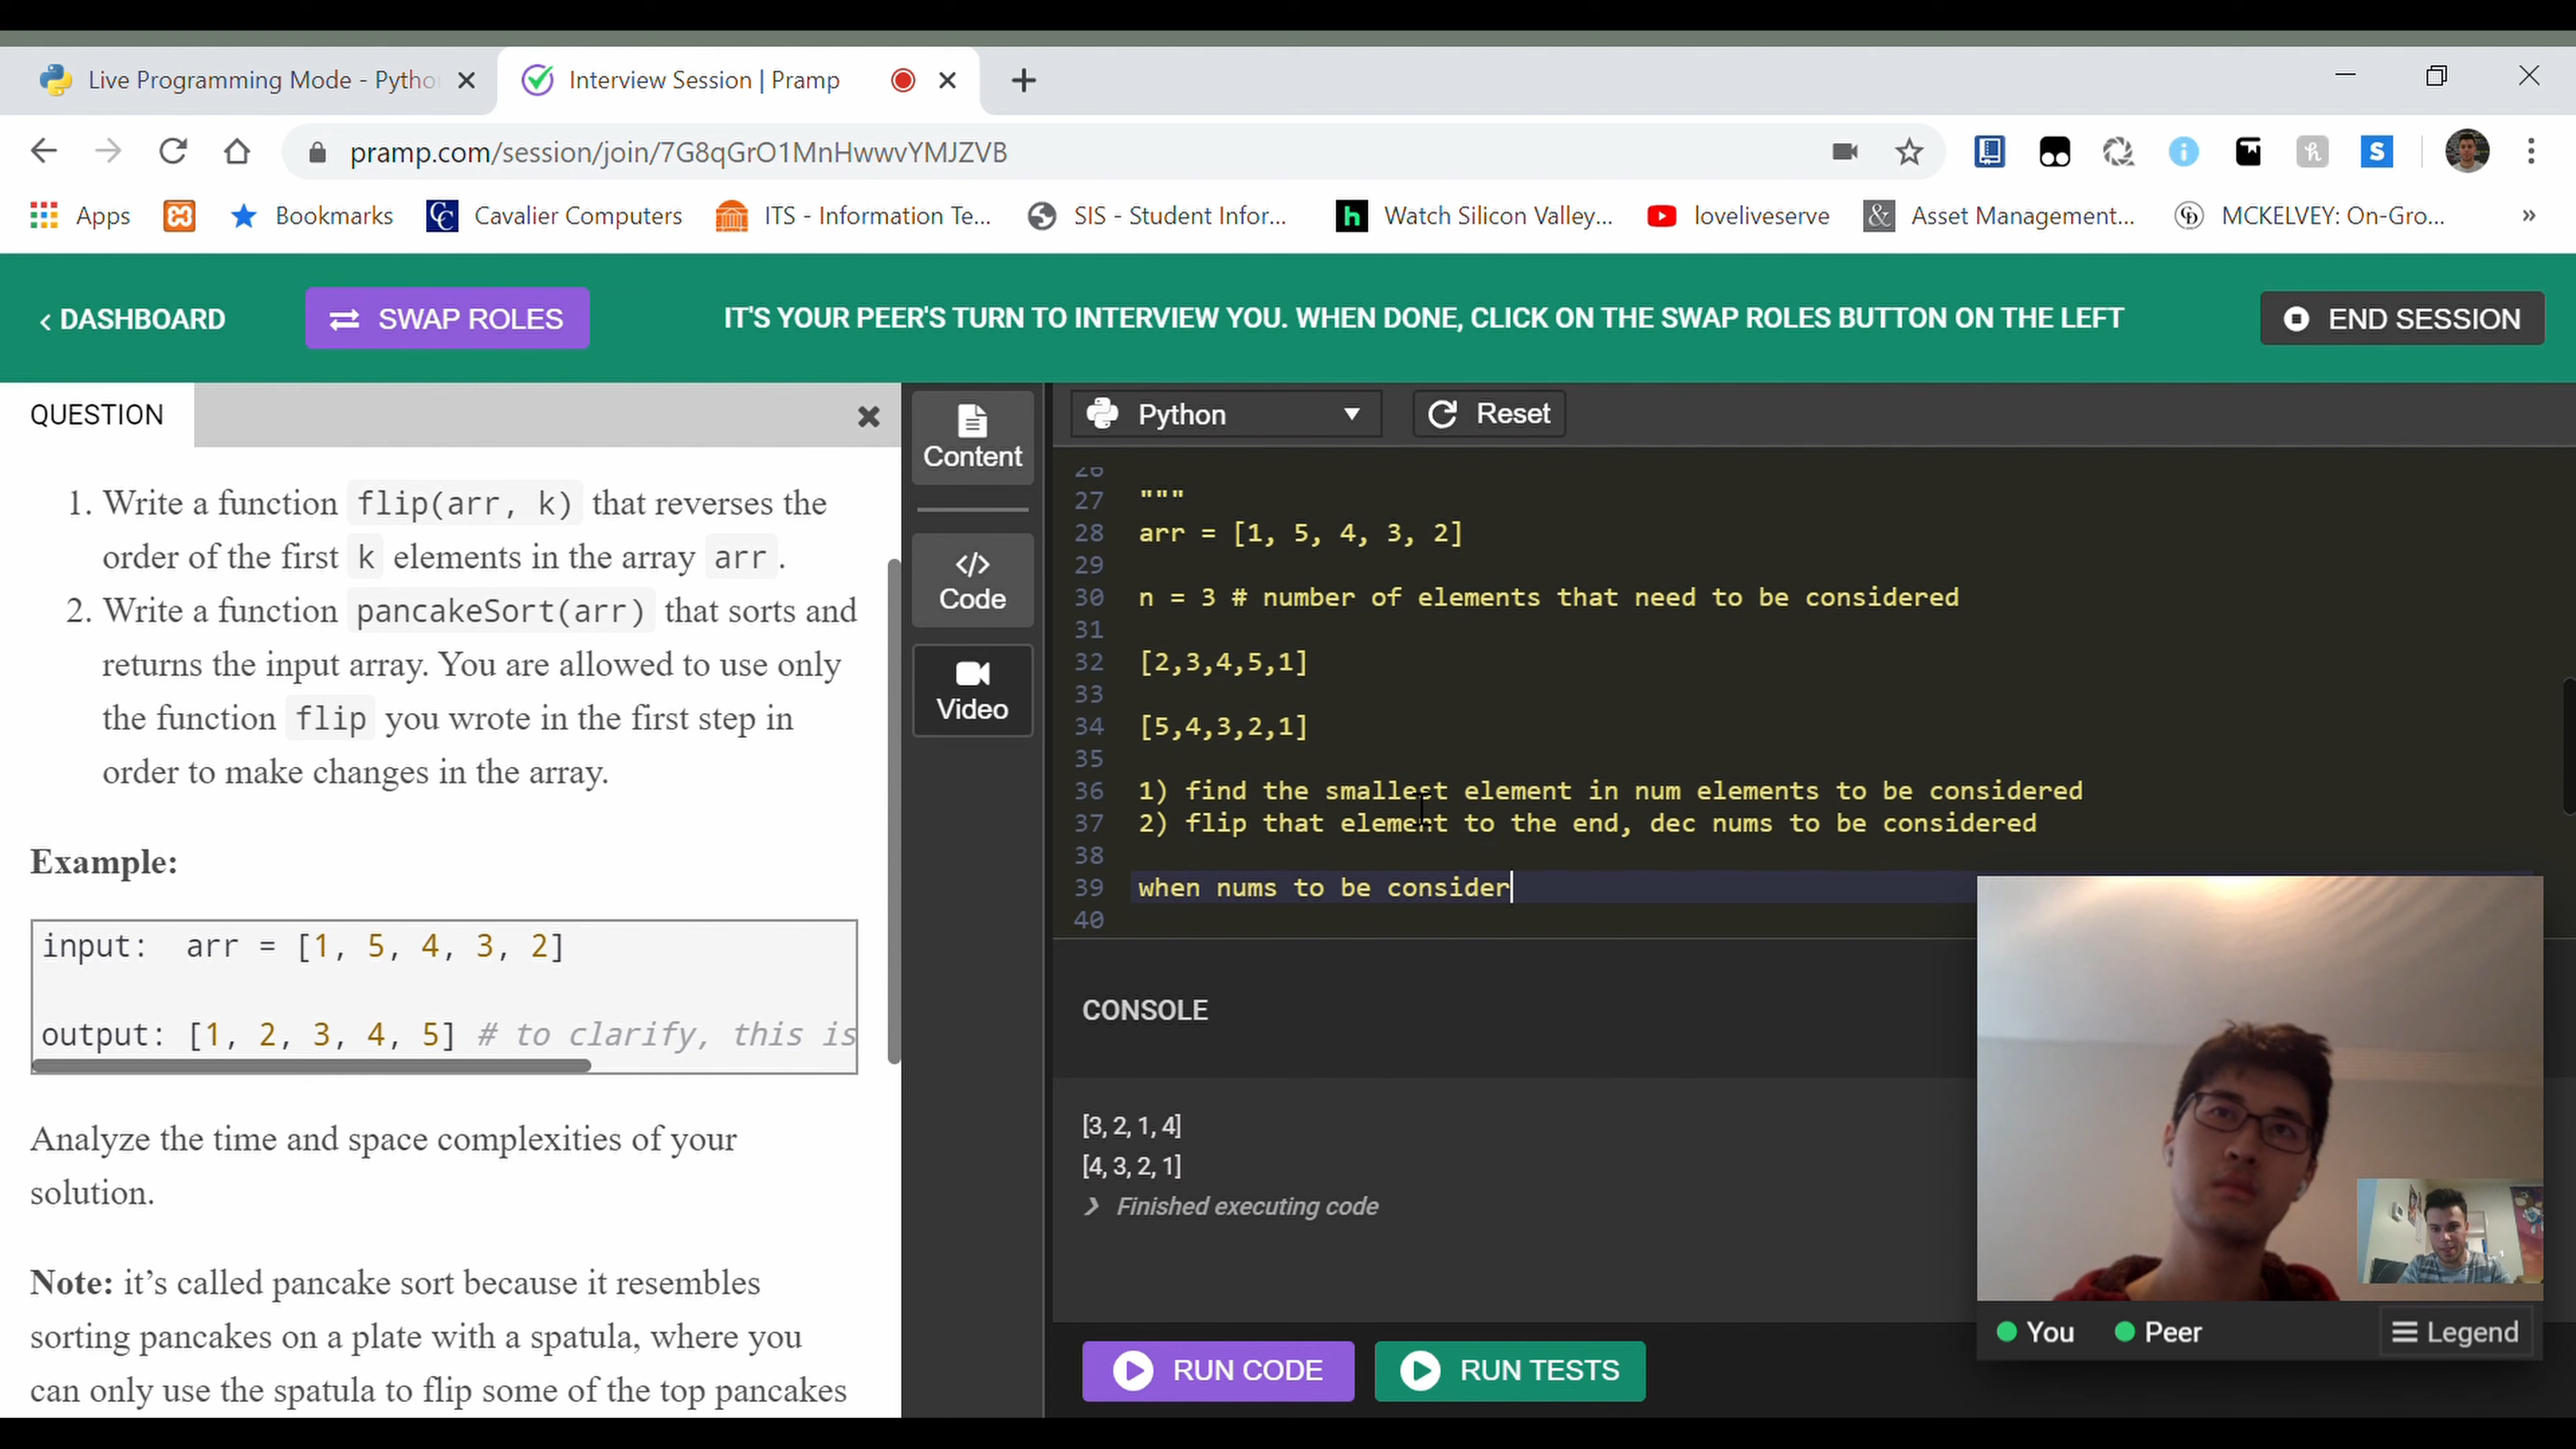 Live Programming Mode - Pytho
Interview Session | Pramp
pramp.com/session/join/7G8qGrO1MnHwwvYMJZVB
Apps
Bookmarks
Cavalier Computers
ITS - Information Te...
SIS - Student Infor...
Watch Silicon Valley...
loveliveserve
Asset Management...
MCKELVEY: On-Gro...
»
‹ DASHBOARD
SWAP ROLES
IT'S YOUR PEER'S TURN TO INTERVIEW YOU. WHEN DONE, CLICK ON THE SWAP ROLES BUTTON ON THE LEFT
END SESSION
QUESTION
1. Write a function flip(arr, k) that reverses the
order of the first k elements in the array arr .
2. Write a function pancakeSort(arr) that sorts and
returns the input array. You are allowed to use only
the function flip you wrote in the first step in
order to make changes in the array.
Example:
input:  arr = [1, 5, 4, 3, 2]
output: [1, 2, 3, 4, 5] # to clarify, this is
Analyze the time and space complexities of your
solution.
Note: it's called pancake sort because it resembles
sorting pancakes on a plate with a spatula, where you
can only use the spatula to flip some of the top pancakes
Content
Code
Video
Python
Reset
26
27 """
28 arr = [1, 5, 4, 3, 2]
29
30 n = 3 # number of elements that need to be considered
31
32 [2,3,4,5,1]
33
34 [5,4,3,2,1]
35
36 1) find the smallest element in num elements to be considered
37 2) flip that element to the end, dec nums to be considered
38
39 when nums to be consider
40
CONSOLE
[3, 2, 1, 4]
[4, 3, 2, 1]
Finished executing code
RUN CODE
RUN TESTS
You
Peer
Legend